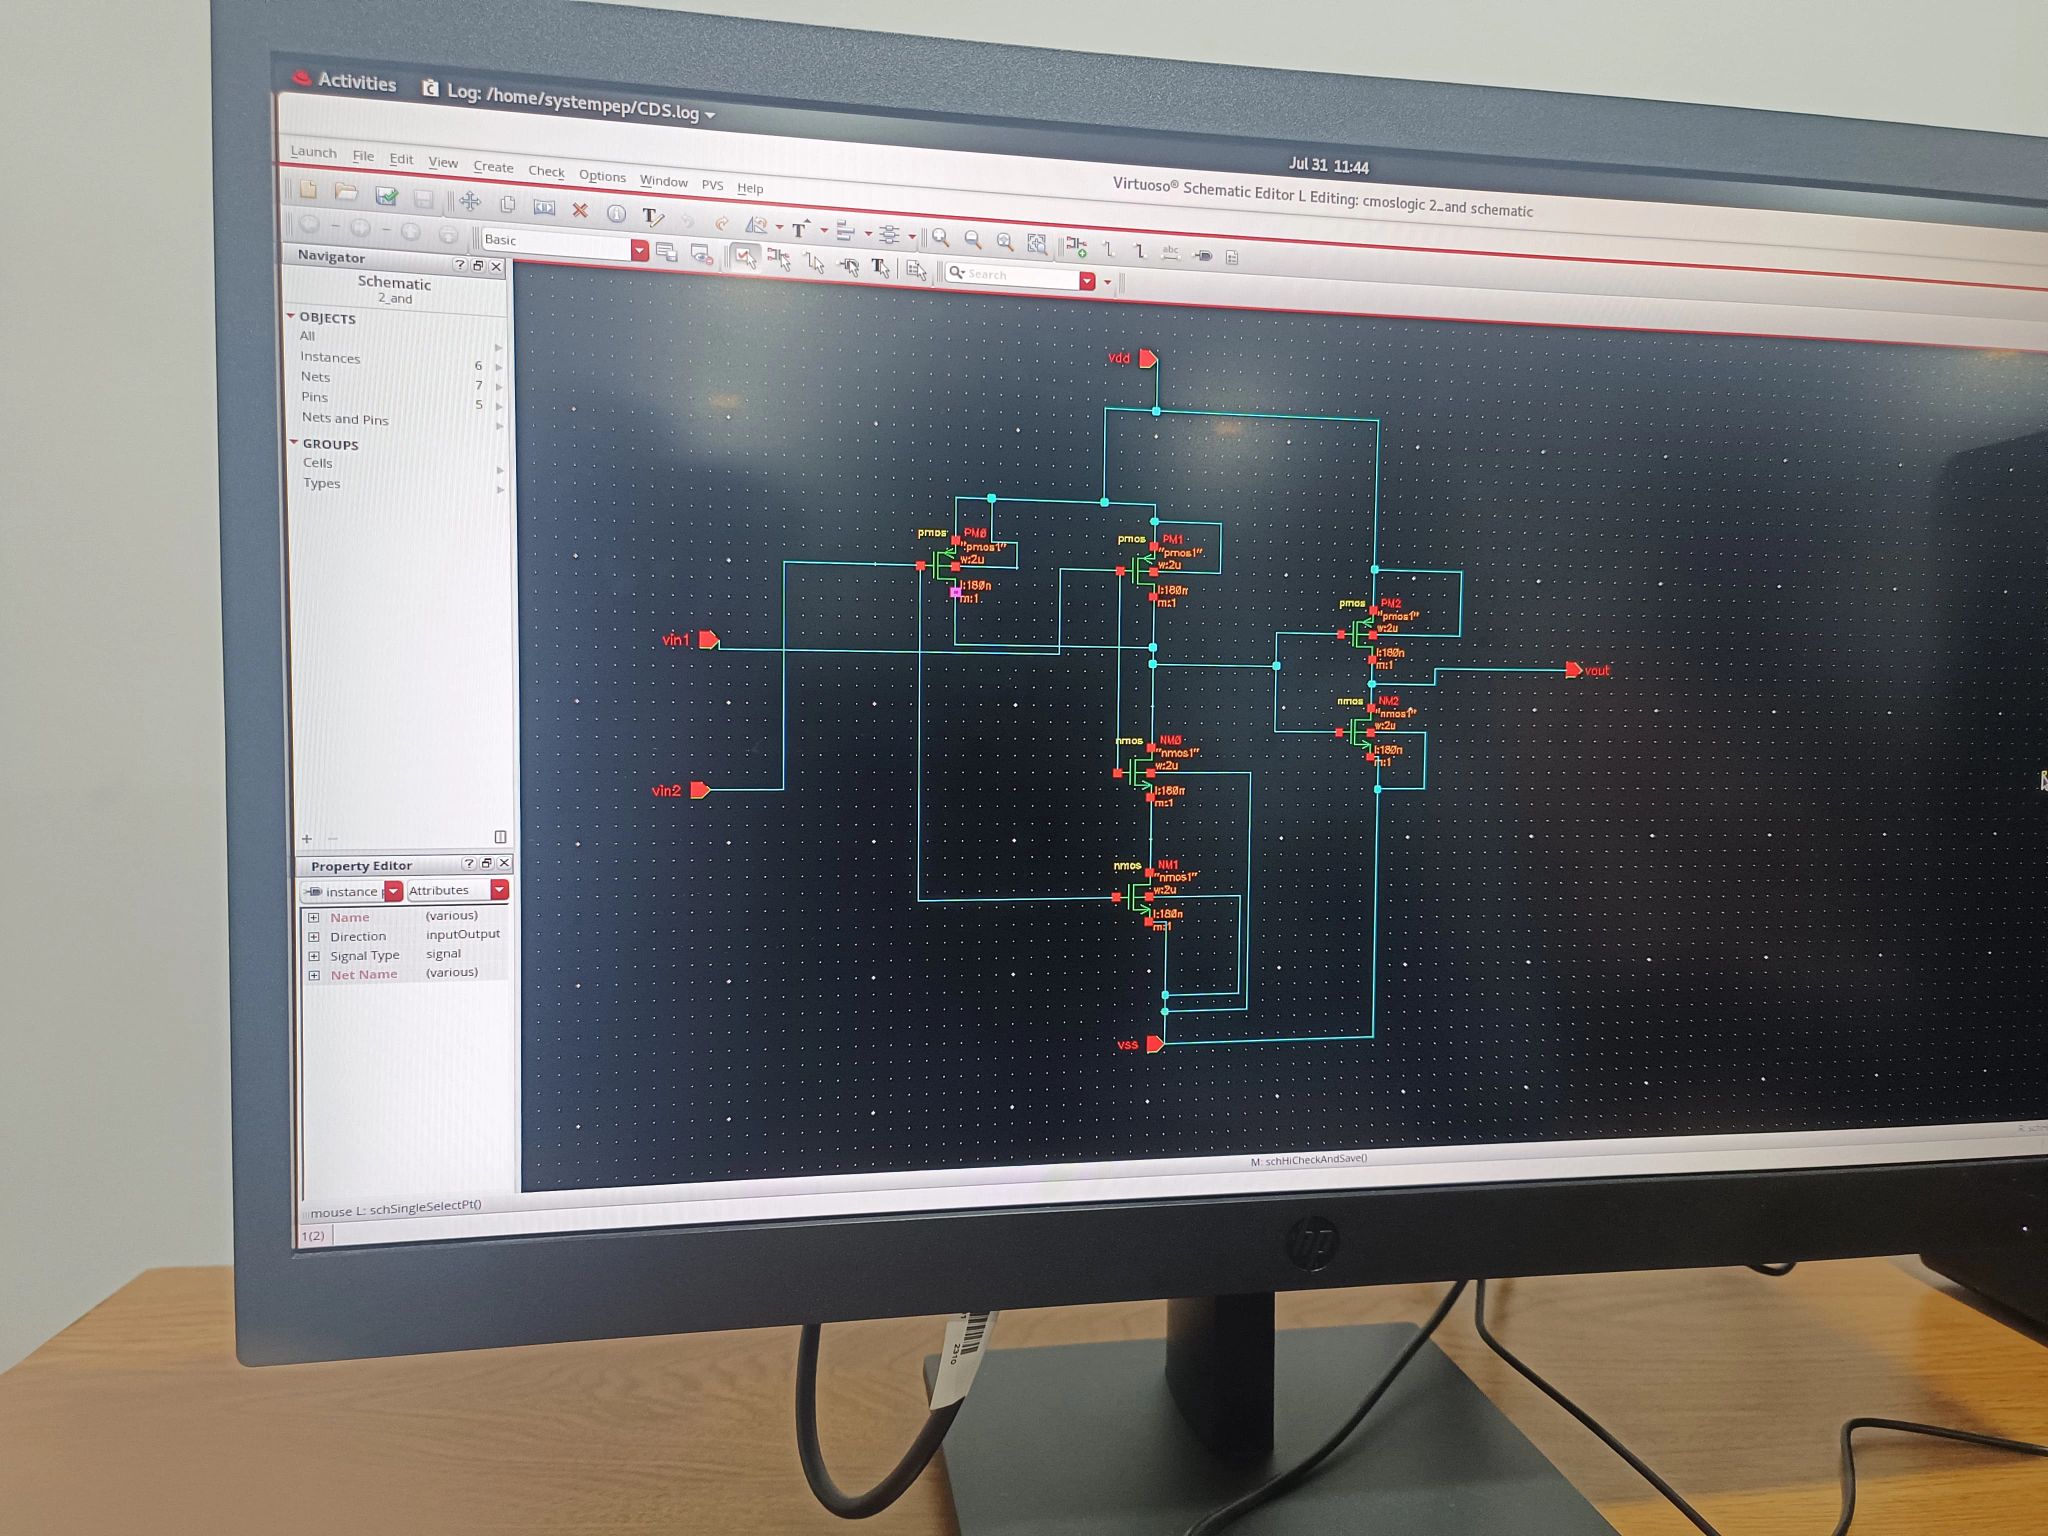 Activities
Log: /home/systempep/CDS.log
Jul 31 11:44
Virtuoso® Schematic Editor L Editing: cmoslogic 2_and schematic
Launch File Edit View Create Check Options Window PVS Help
Basic
Search
Navigator
Schematic
2_and
OBJECTS
All
Instances 6
Nets 7
Pins 5
Nets and Pins
GROUPS
Cells
Types
Property Editor
instance
Attributes
Name (various)
Direction inputOutput
Signal Type signal
Net Name (various)
vdd
pmos PM0
"pmos1"
w:2u
l:180n
m:1
pmos PM1
"pmos1"
w:2u
l:180n
m:1
pmos PM2
"pmos1"
w:2u
l:180n
m:1
vin1
vout
nmos NM2
"nmos1"
w:2u
l:180n
m:1
nmos NM0
"nmos1"
w:2u
l:180n
m:1
vin2
nmos NM1
"nmos1"
w:2u
l:180n
m:1
vss
M: schHiCheckAndSave()
mouse L: schSingleSelectPt()
1(2)
hp
2310